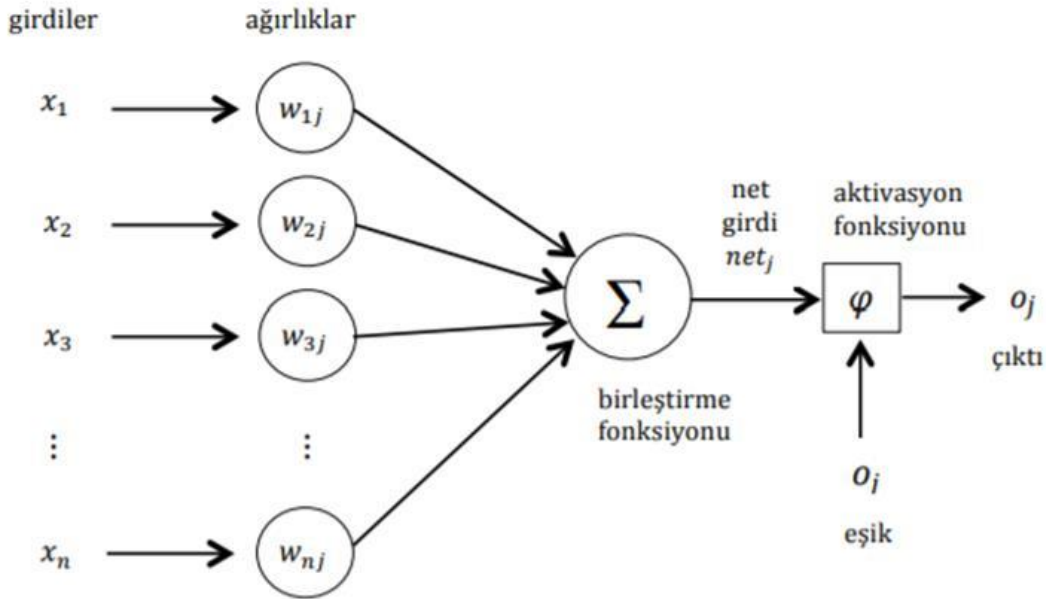 girdiler
ağırlıklar
x₁
w₁ⱼ
x₂
w₂ⱼ
x₃
w₃ⱼ
⋮
⋮
xₙ
wₙⱼ
∑
birleştirme
fonksiyonu
net
girdi
netⱼ
aktivasyon
fonksiyonu
φ
oⱼ
çıktı
oⱼ
eşik